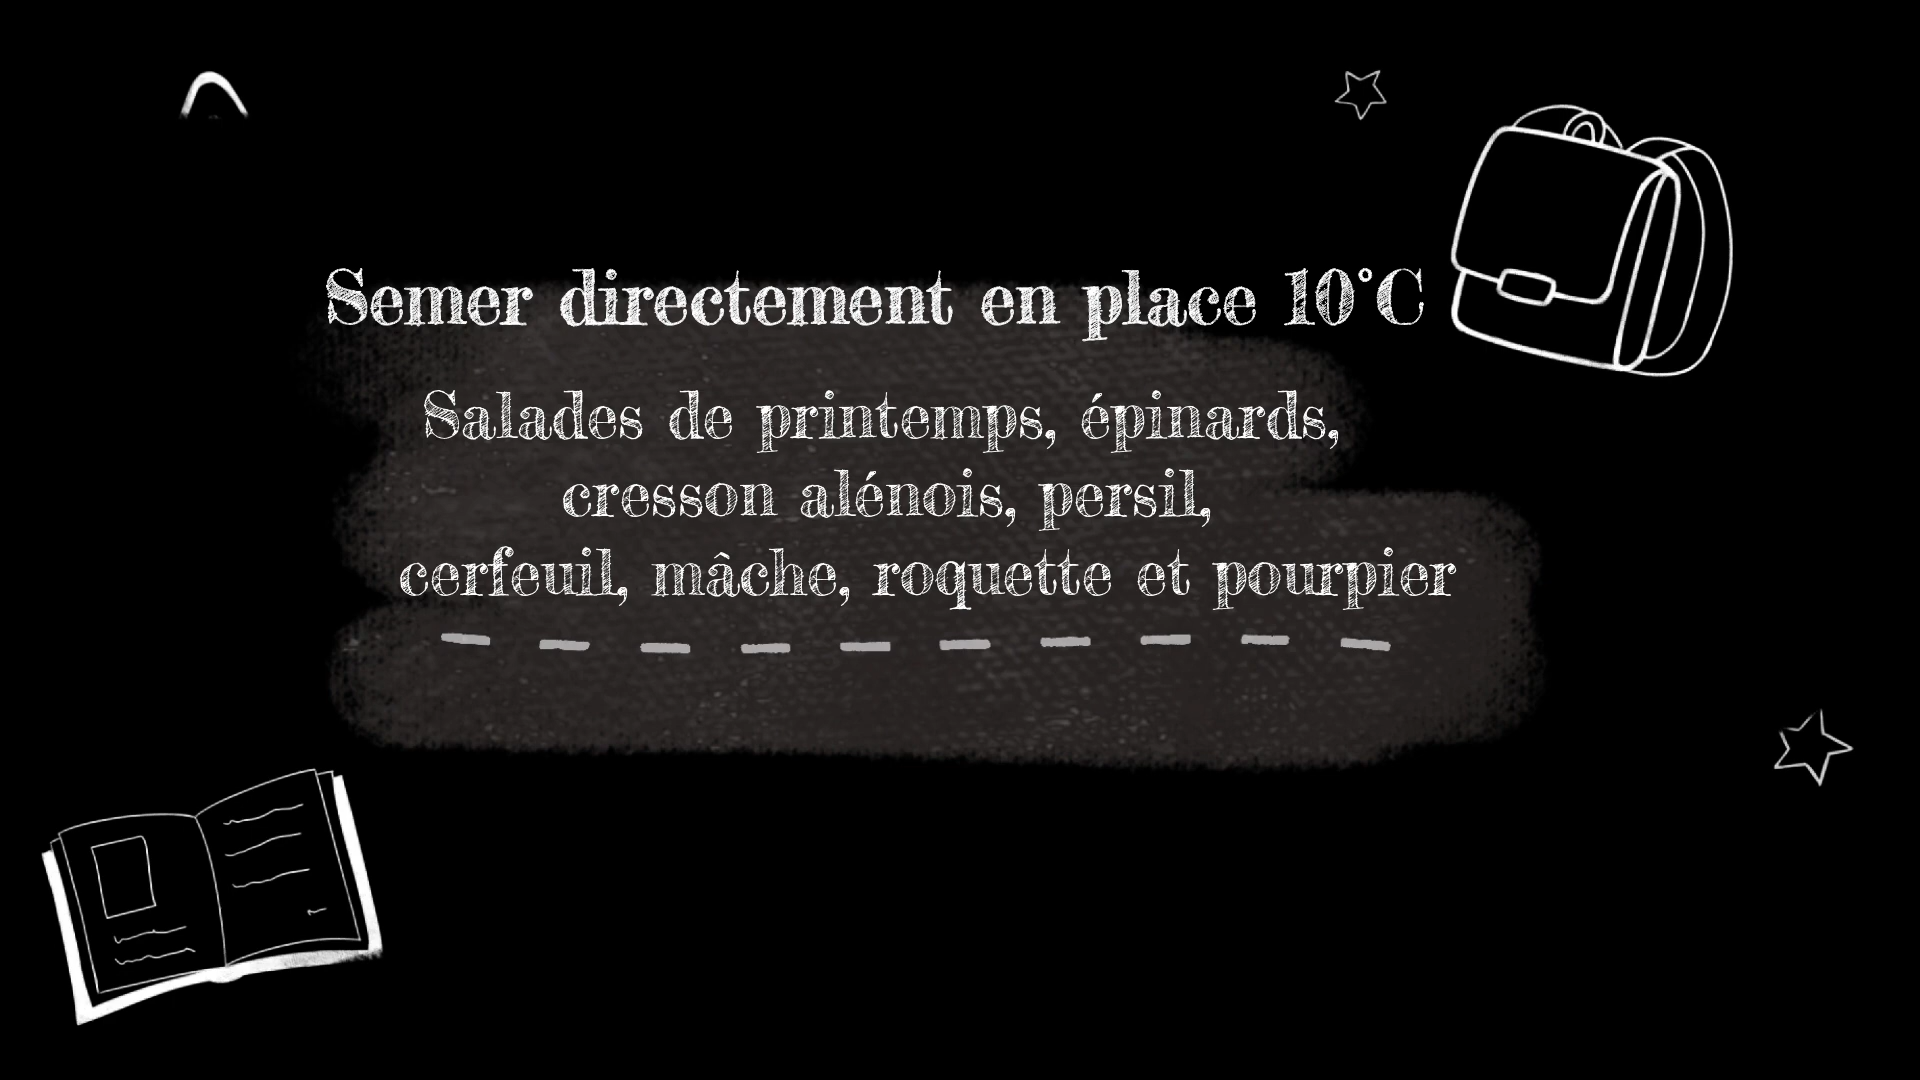 Semer directement en place 10°C
Salades de printemps, épinards,
cresson alénois, persil,
cerfeuil, mâche, roquette et pourpier